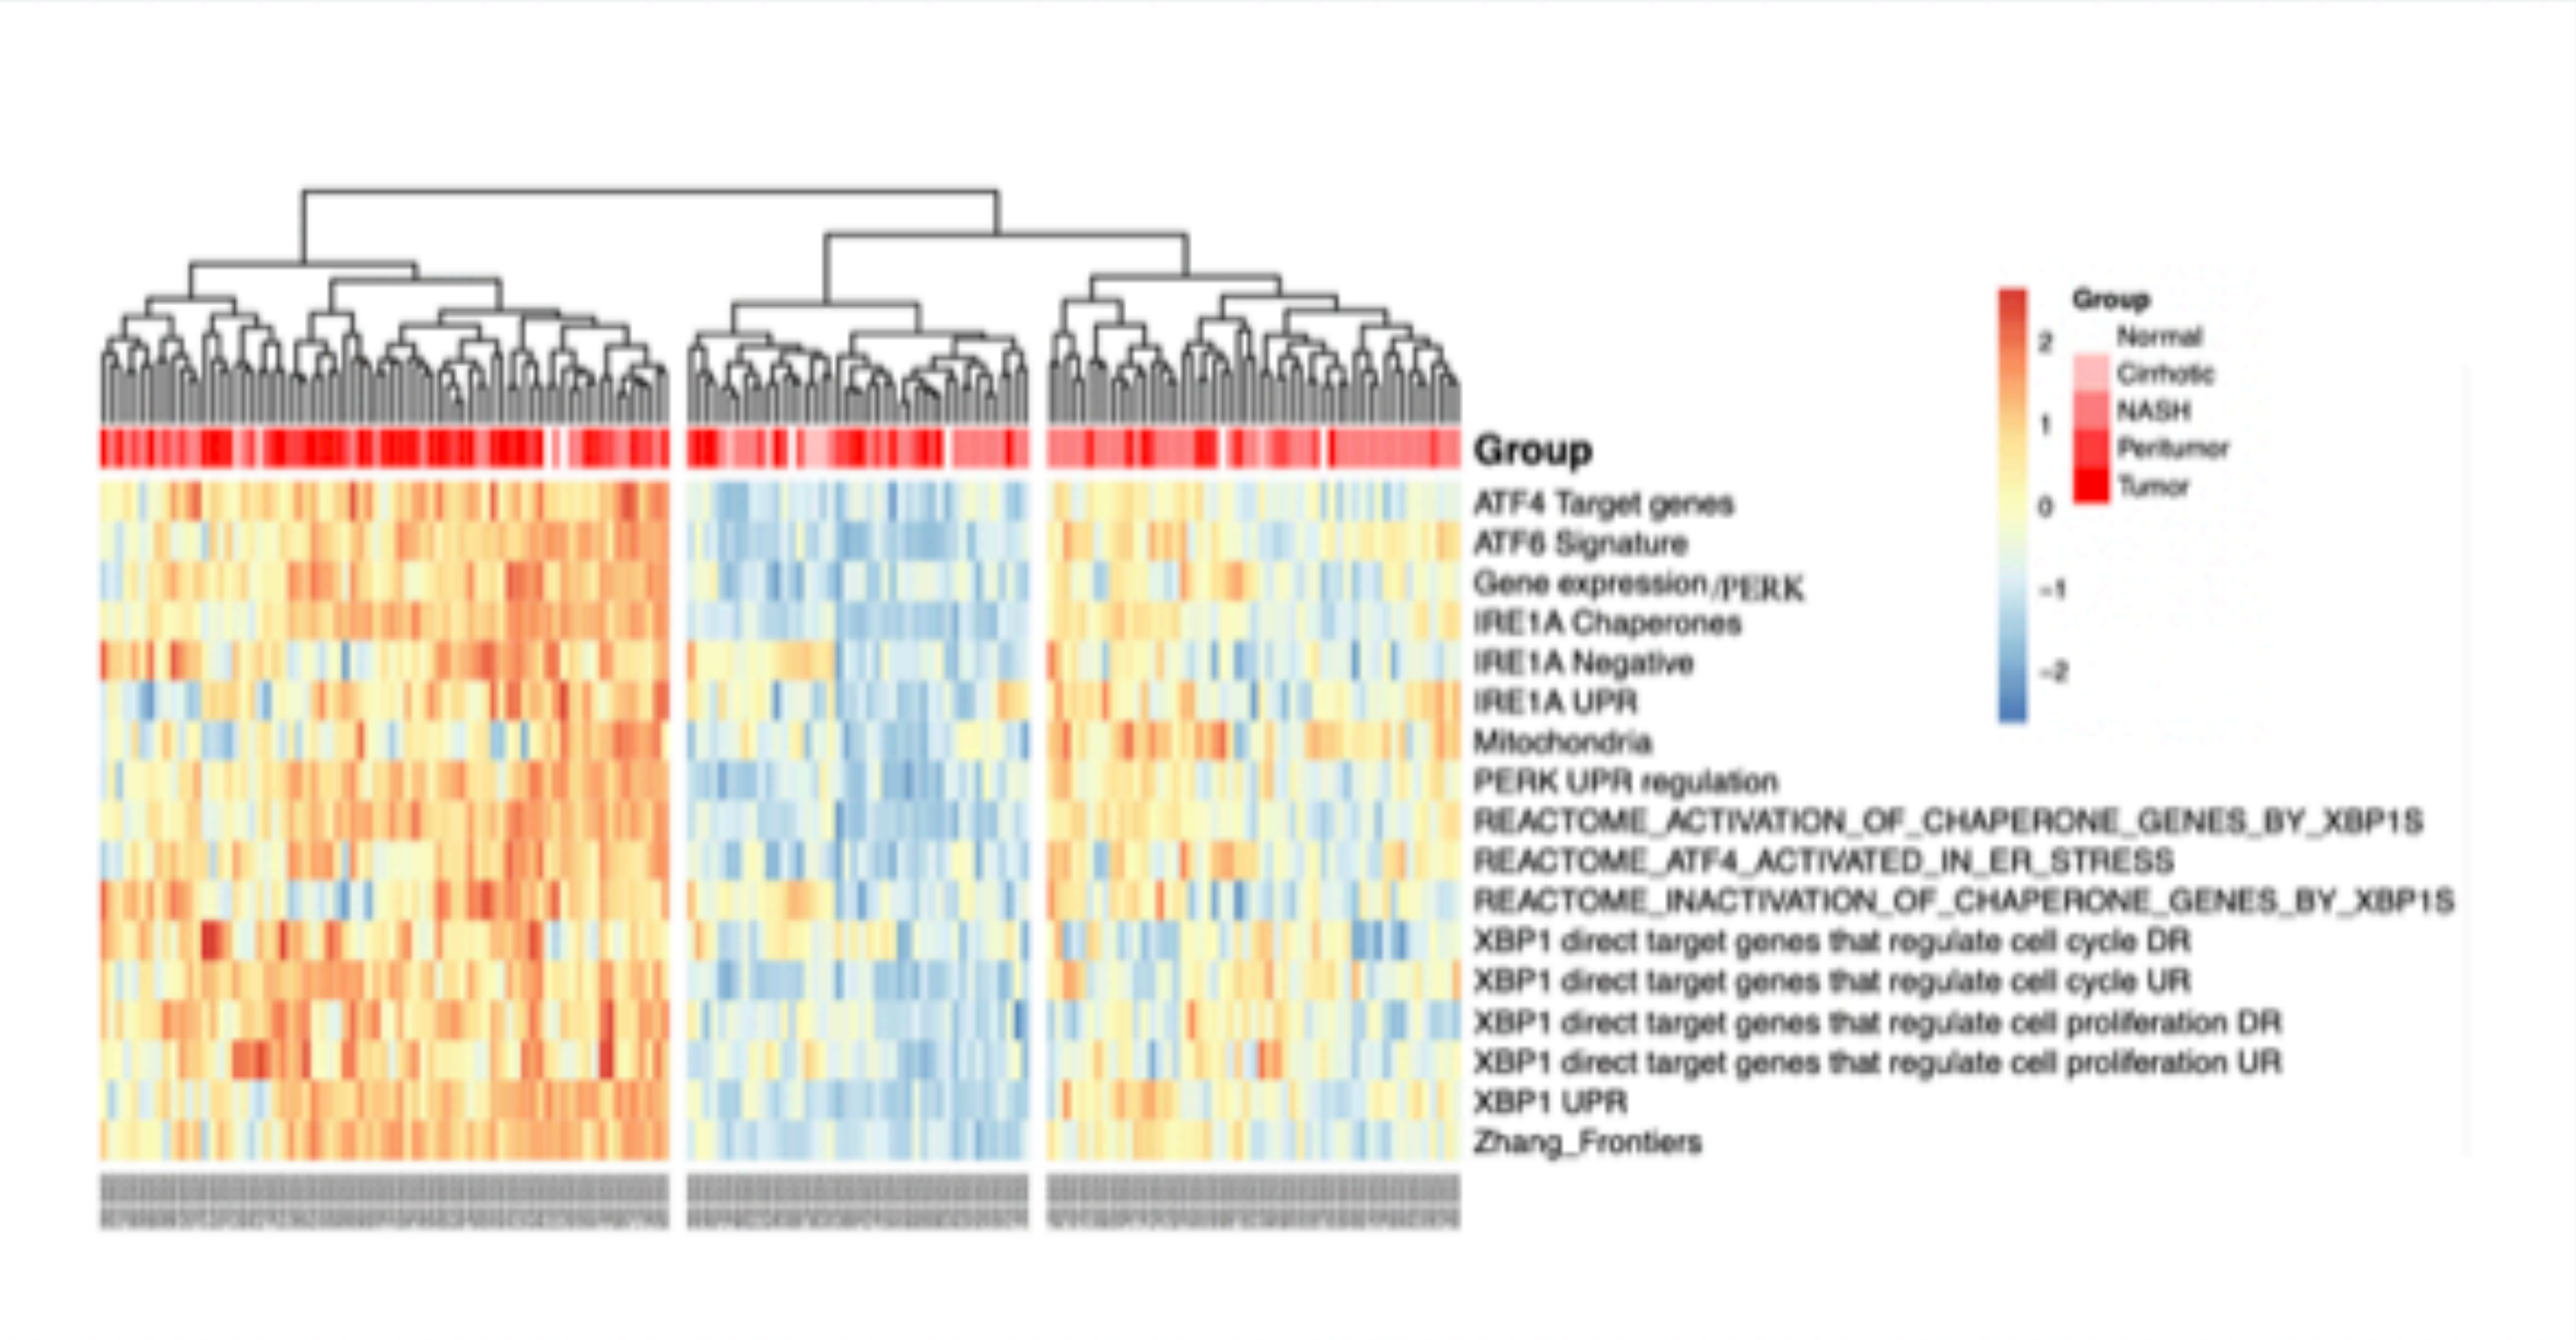 Group
Normal
Cirrhotic
NASH
Peritumor
Tumor
2
1
0
-1
-2
Group
ATF4 Target genes
ATF6 Signature
Gene expression/PERK
IRE1A Chaperones
IRE1A Negative
IRE1A UPR
Mitochondria
PERK UPR regulation
REACTOME_ACTIVATION_OF_CHAPERONE_GENES_BY_XBP1S
REACTOME_ATF4_ACTIVATED_IN_ER_STRESS
REACTOME_INACTIVATION_OF_CHAPERONE_GENES_BY_XBP1S
XBP1 direct target genes that regulate cell cycle DR
XBP1 direct target genes that regulate cell cycle UR
XBP1 direct target genes that regulate cell proliferation DR
XBP1 direct target genes that regulate cell proliferation UR
XBP1 UPR
Zhang_Frontiers